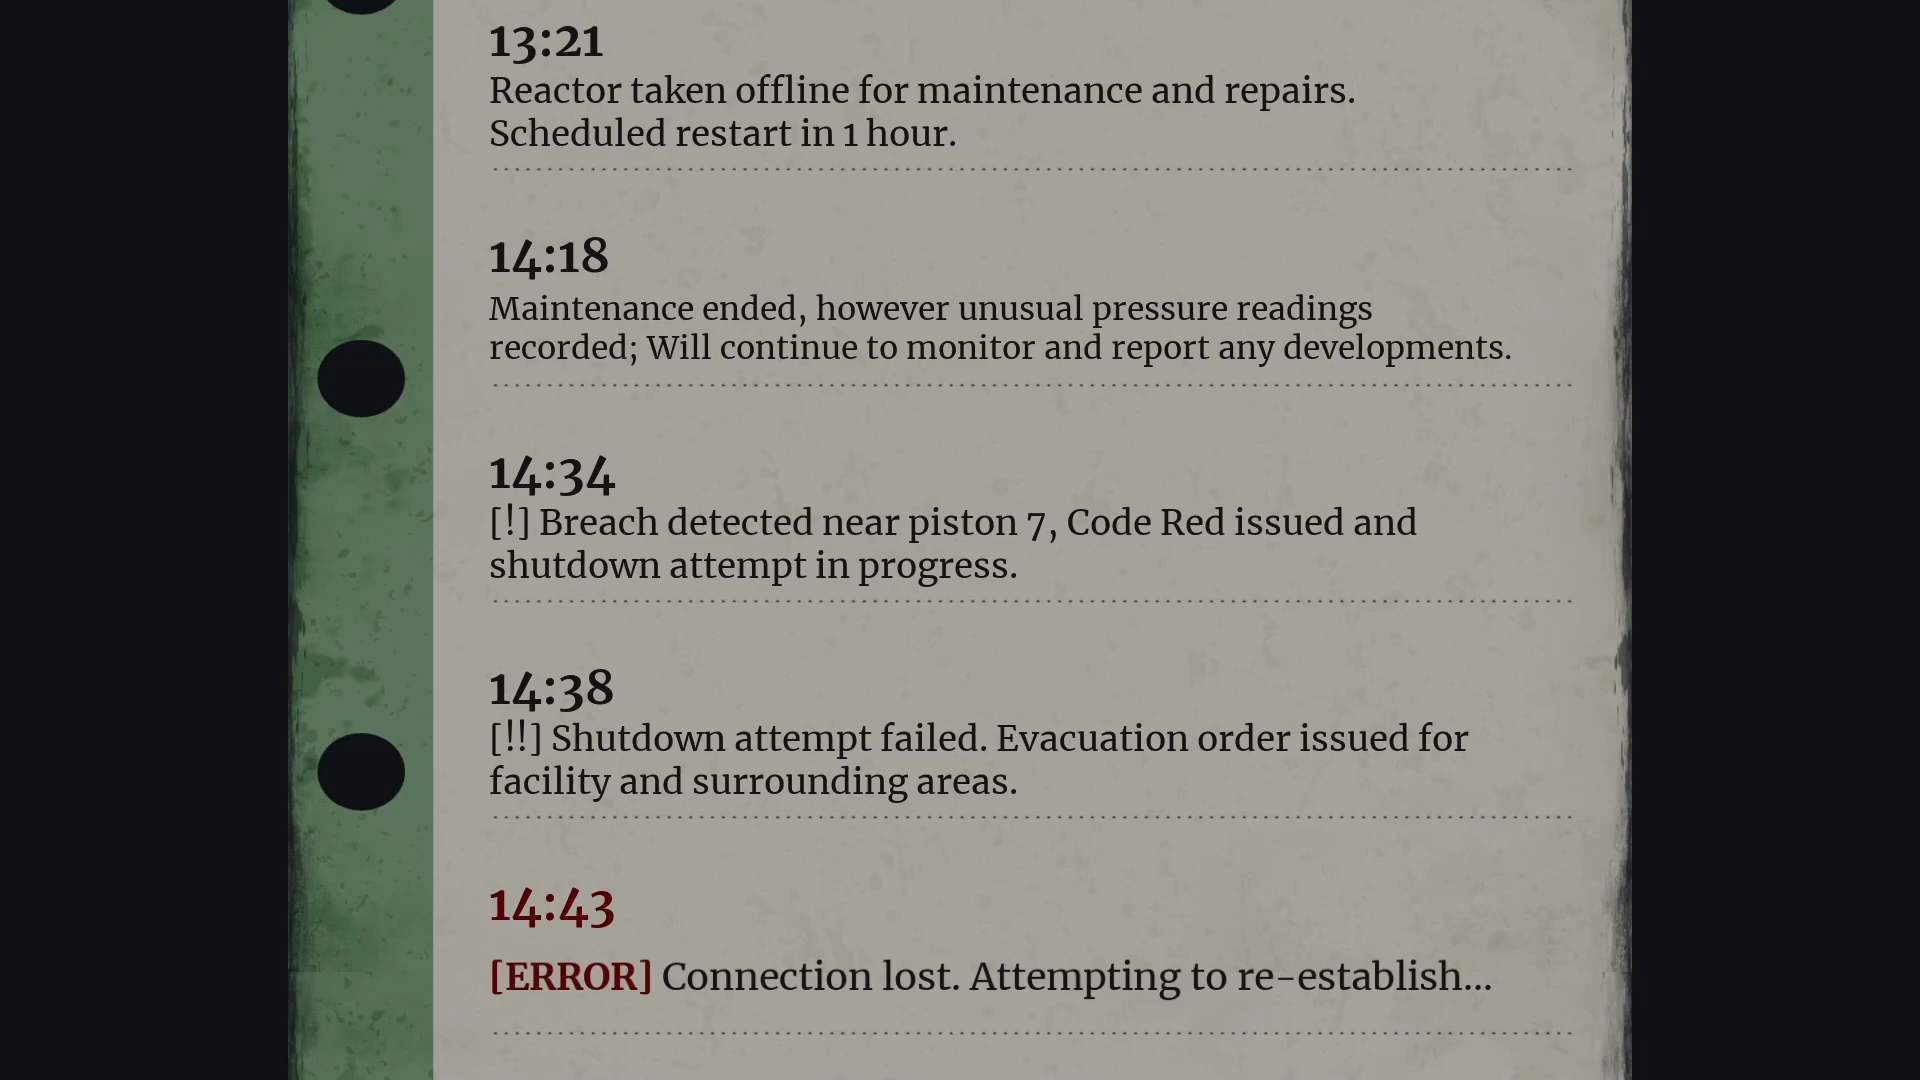 13:21
Reactor taken offline for maintenance and repairs.
Scheduled restart in 1 hour.
14:18
Maintenance ended, however unusual pressure readings
recorded; Will continue to monitor and report any developments.
14:34
[!] Breach detected near piston 7, Code Red issued and
shutdown attempt in progress.
14:38
[!!] Shutdown attempt failed. Evacuation order issued for
facility and surrounding areas.
14:43
[ERROR] Connection lost. Attempting to re-establish...